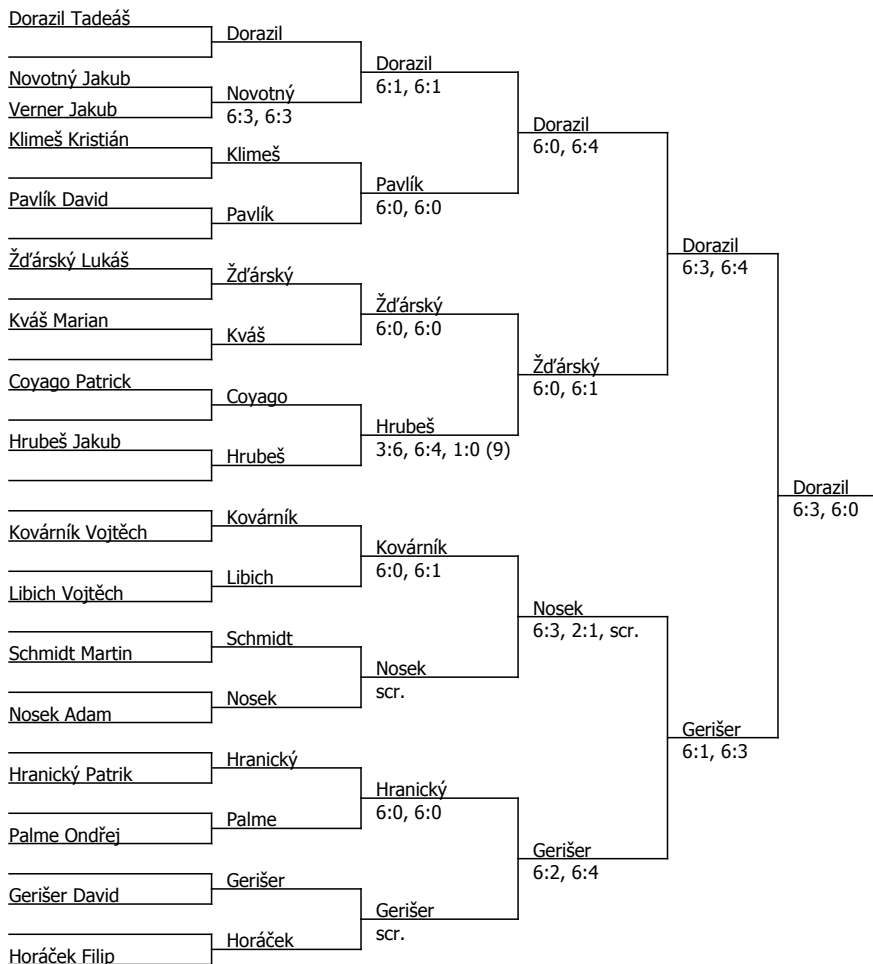 Dorazil Tadeáš
Dorazil
Dorazil
6:1, 6:1
Novotný Jakub
Novotný
6:3, 6:3
Verner Jakub
Dorazil
6:0, 6:4
Klimeš Kristián
Klimeš
Pavlík
6:0, 6:0
Pavlík David
Pavlík
Dorazil
6:3, 6:4
Žďárský Lukáš
Žďárský
Žďárský
6:0, 6:0
Kváš Marian
Kváš
Žďárský
6:0, 6:1
Coyago Patrick
Coyago
Hrubeš
3:6, 6:4, 1:0 (9)
Hrubeš Jakub
Hrubeš
Dorazil
6:3, 6:0
Kovárník
Kovárník Vojtěch
Kovárník
6:0, 6:1
Libich
Libich Vojtěch
Nosek
6:3, 2:1, scr.
Schmidt
Schmidt Martin
Nosek
scr.
Nosek
Nosek Adam
Gerišer
6:1, 6:3
Hranický
Hranický Patrik
Hranický
6:0, 6:0
Palme
Palme Ondřej
Gerišer
6:2, 6:4
Gerišer
Gerišer David
Gerišer
scr.
Horáček
Horáček Filip